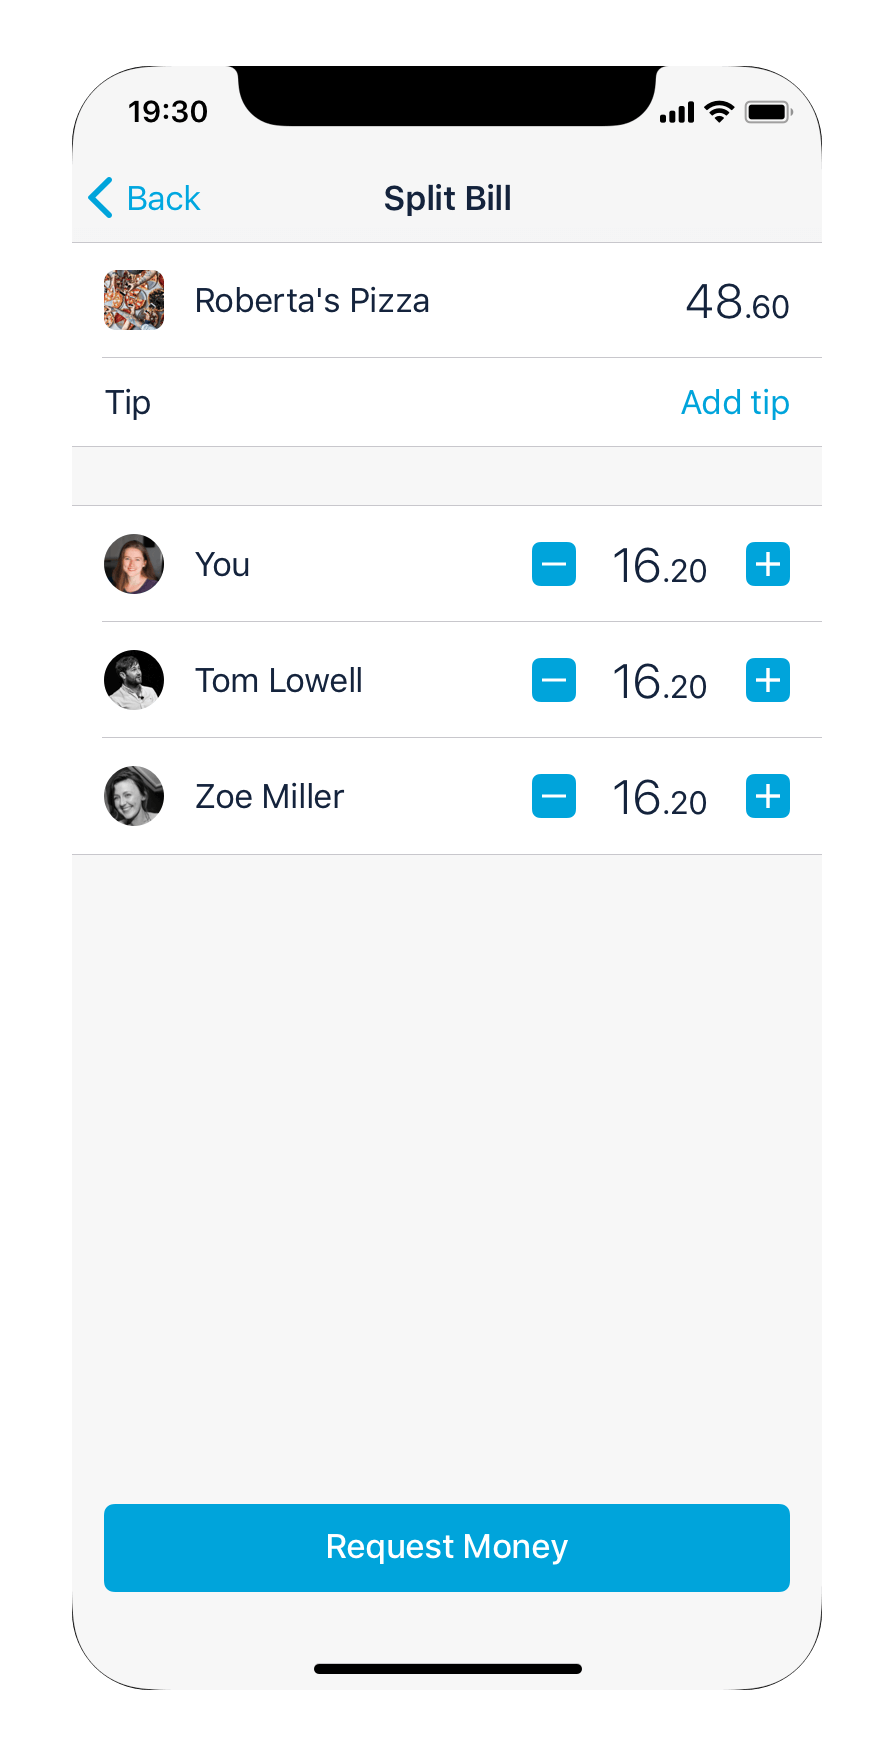 19:30
Back Split Bill
Roberta's Pizza 48.60
Tip Add tip
You 16.20
Tom Lowell 16.20
Zoe Miller 16.20
Request Money